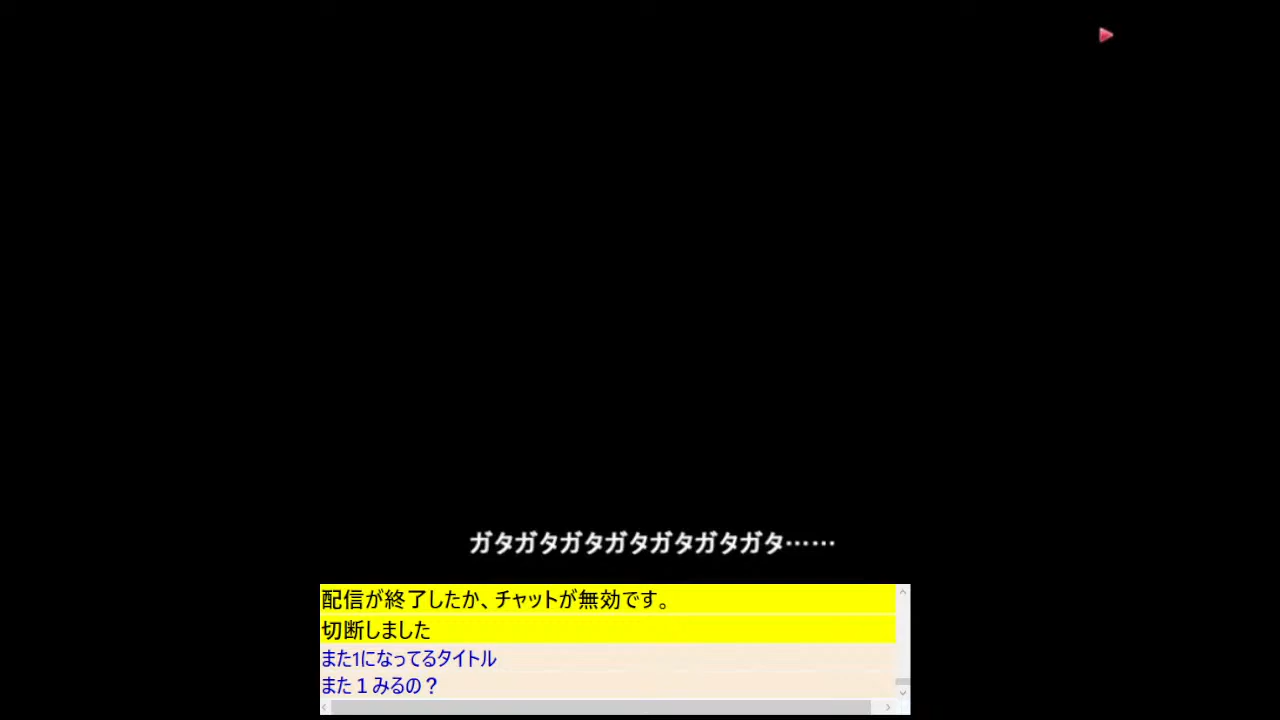 ガタガタガタガタガタガタガタ……
配信が終了したか、チャットが無効です。
切断しました
また1になってるタイトル
また１みるの？